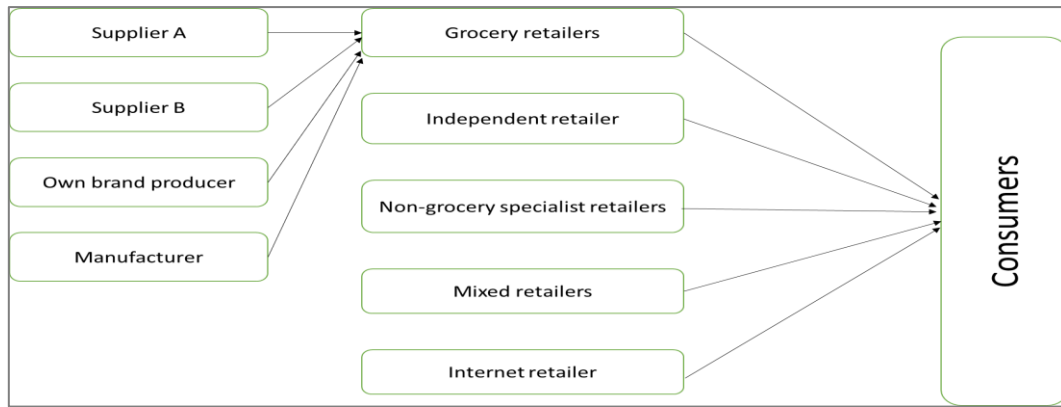 Supplier A
Supplier B
Own brand producer
Manufacturer
Grocery retailers
Independent retailer
Non-grocery specialist retailers
Mixed retailers
Internet retailer
Consumers